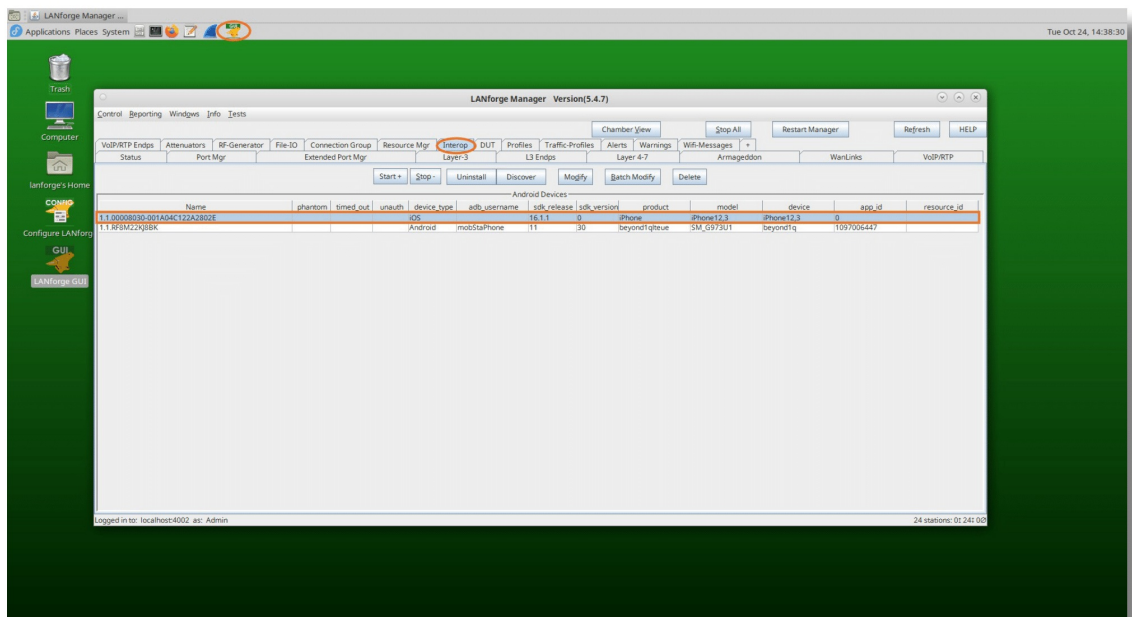 LANforge Manager ...
Applications Places System
Tue Oct 24, 14:38:30
Trash
Computer
lanforge's Home
CONFIG
Configure LANforg
GUI
LANforge GUI
LANforge Manager Version(5.4.7)
Control Reporting Windows Info Tests
Chamber View Stop All Restart Manager Refresh HELP
VoIP/RTP Endps Attenuators RF-Generator File-IO Connection Group Resource Mgr Interop DUT Profiles Traffic-Profiles Alerts Warnings Wifi-Messages +
Status Port Mgr Extended Port Mgr Layer-3 L3 Endps Layer 4-7 Armageddon WanLinks VoIP/RTP
Start + Stop - Uninstall Discover Modify Batch Modify Delete
Android Devices
Name phantom timed_out unauth device_type adb_username sdk_release sdk_version product model device app_id resource_id
1.1.00008030-001A04C122A2802E iOS 16.1.1 0 iPhone iPhone12,3 iPhone12,3 0
1.1.RF8M22KJ8BK Android mobStaPhone 11 30 beyond1qlteue SM_G973U1 beyond1q 1097006447
Logged in to: localhost:4002 as: Admin
24 stations: